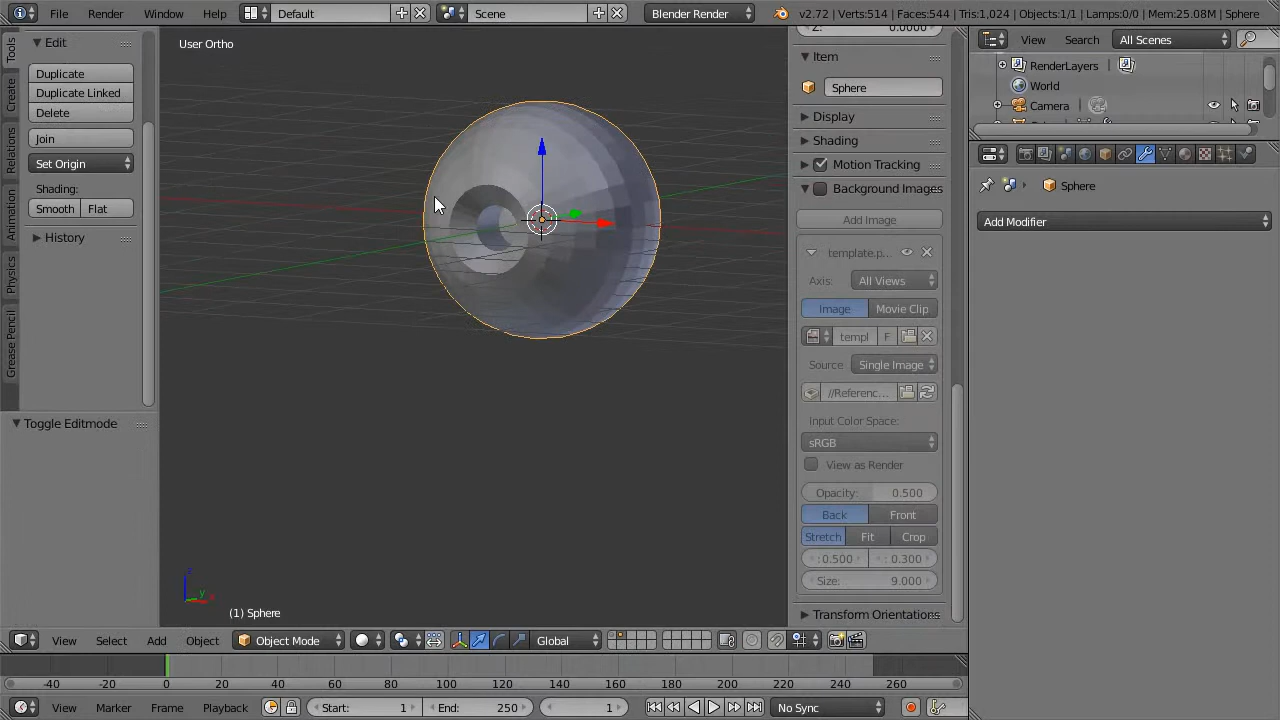 File Render Window Help Default Scene Blender Render v2.72 | Verts:514 | Faces:544 | Tris:1,024 | Objects:1/1 | Lamps:0/0 | Mem:25.08M | Sphere
Tools
Create
Relations
Animation
Physics
Grease Pencil
Edit
Duplicate
Duplicate Linked
Delete
Join
Set Origin
Shading:
Smooth Flat
History
Toggle Editmode
User Ortho
z
y
x
(1) Sphere
Z: 0.0000
Item
Sphere
Display
Shading
Motion Tracking
Background Images
Add Image
template.p...
Axis: All Views
Image Movie Clip
templ F
Source Single Image
//Referenc...
Input Color Space:
sRGB
View as Render
Opacity: 0.500
Back Front
Stretch Fit Crop
: 0.500 : 0.300
Size: 9.000
Transform Orientations
View Search All Scenes
RenderLayers
World
Camera
Sphere
Add Modifier
View Select Add Object Object Mode Global
-40 -20 0 20 40 60 80 100 120 140 160 180 200 220 240 260
View Marker Frame Playback Start: 1 End: 250 1 No Sync